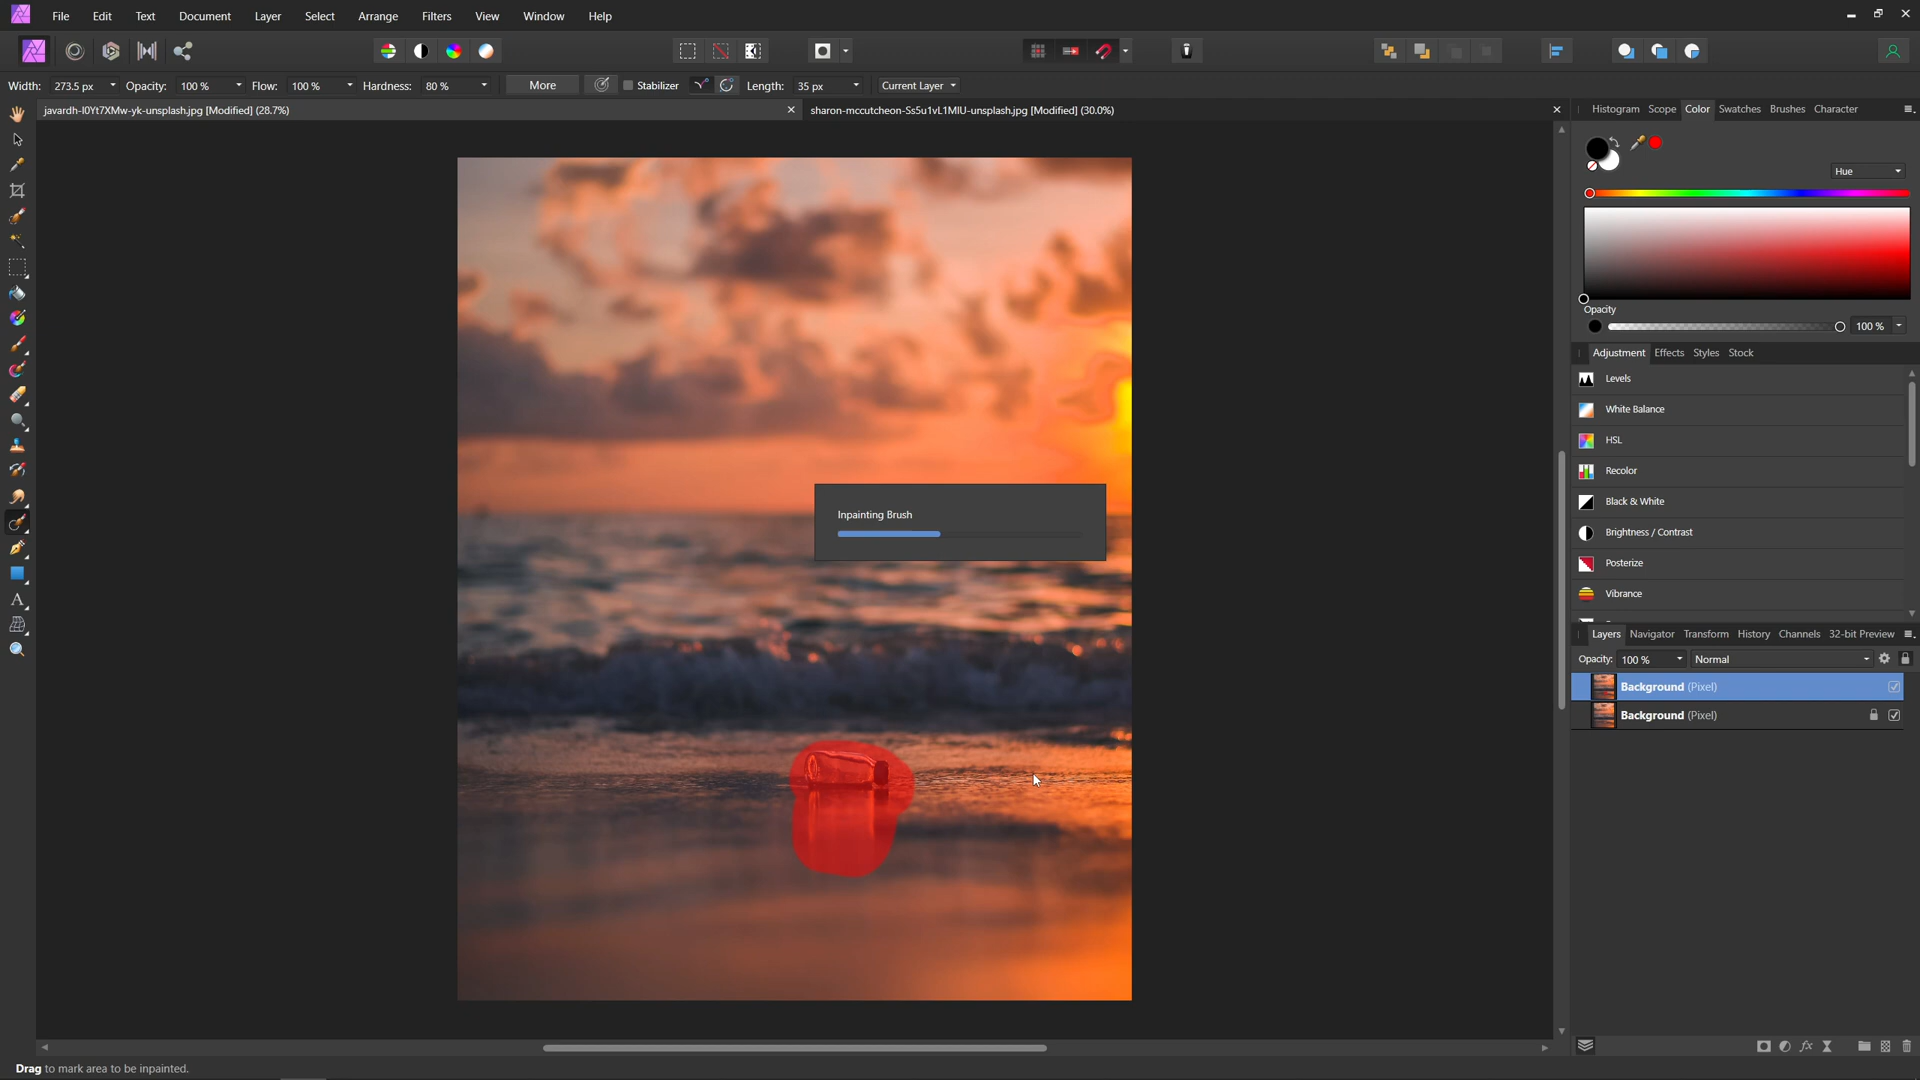 File Edit Text Document Layer Select Arrange Filters View Window Help
Width: 273.5 px Opacity: 100 % Flow: 100 % Hardness: 80 % More Stabilizer Length: 35 px Current Layer
javardh-l0Yt7XMw-yk-unsplash.jpg [Modified] (28.7%)
sharon-mccutcheon-Ss5u1vL1MIU-unsplash.jpg [Modified] (30.0%)
Histogram Scope Color Swatches Brushes Character
Hue
Opacity
100 %
Adjustment Effects Styles Stock
Levels
White Balance
HSL
Recolor
Black & White
Brightness / Contrast
Posterize
Vibrance
Inpainting Brush
Layers Navigator Transform History Channels 32-bit Preview
Opacity: 100 % Normal
Background (Pixel)
Background (Pixel)
Drag to mark area to be inpainted.